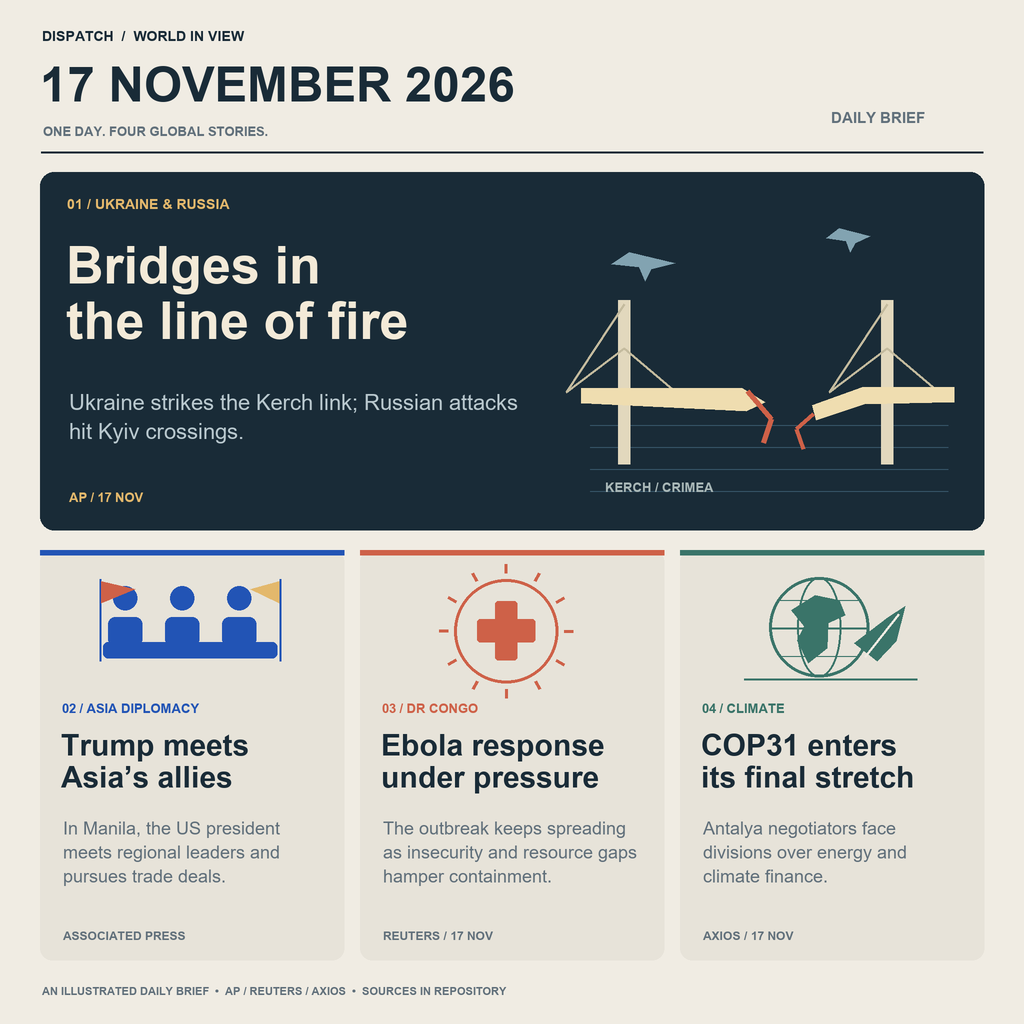 DISPATCH / WORLD IN VIEW
17 NOVEMBER 2026
ONE DAY. FOUR GLOBAL STORIES.
DAILY BRIEF
01 / UKRAINE & RUSSIA
Bridges in
the line of fire
Ukraine strikes the Kerch link; Russian attacks
hit Kyiv crossings.
AP / 17 NOV
KERCH / CRIMEA
02 / ASIA DIPLOMACY
Trump meets
Asia’s allies
In Manila, the US president
meets regional leaders and
pursues trade deals.
ASSOCIATED PRESS
03 / DR CONGO
Ebola response
under pressure
The outbreak keeps spreading
as insecurity and resource gaps
hamper containment.
REUTERS / 17 NOV
04 / CLIMATE
COP31 enters
its final stretch
Antalya negotiators face
divisions over energy and
climate finance.
AXIOS / 17 NOV
AN ILLUSTRATED DAILY BRIEF • AP / REUTERS / AXIOS • SOURCES IN REPOSITORY